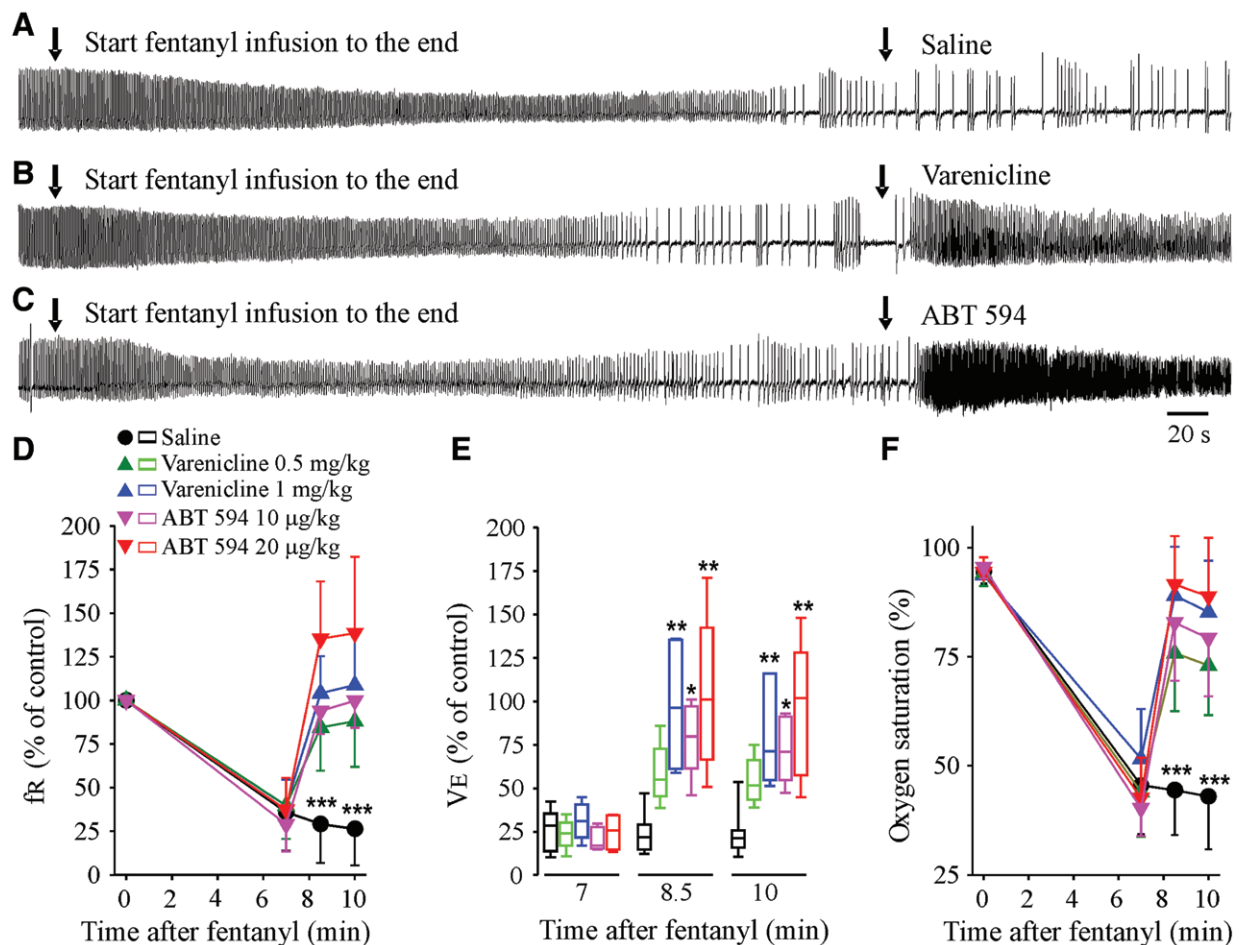 A
Start fentanyl infusion to the end
Saline
B
Start fentanyl infusion to the end
Varenicline
C
Start fentanyl infusion to the end
ABT 594
20 s
D
Saline
Varenicline 0.5 mg/kg
Varenicline 1 mg/kg
ABT 594 10 µg/kg
ABT 594 20 µg/kg
fR (% of control)
200
175
150
125
100
75
50
25
0
*** ***
0 2 4 6 8 10
Time after fentanyl (min)
E
VE (% of control)
200
175
150
125
100
75
50
25
0
** * ** ** * **
7 8.5 10
Time after fentanyl (min)
F
Oxygen saturation (%)
100
75
50
25
*** ***
0 2 4 6 8 10
Time after fentanyl (min)